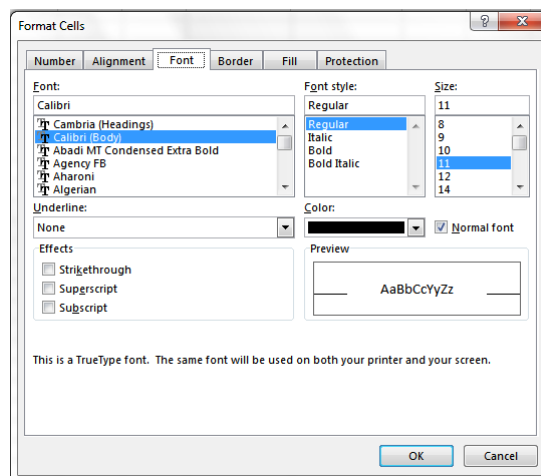 Format Cells
Number Alignment Font Border Fill Protection
Font: Font style: Size:
Calibri Regular 11
Cambria (Headings) Regular 8
Calibri (Body) Italic 9
Abadi MT Condensed Extra Bold Bold 10
Agency FB Bold Italic 11
Aharoni 12
Algerian 14
Underline: Color:
None Normal font
Effects Preview
Strikethrough
Superscript AaBbCcYyZz
Subscript
This is a TrueType font. The same font will be used on both your printer and your screen.
OK Cancel